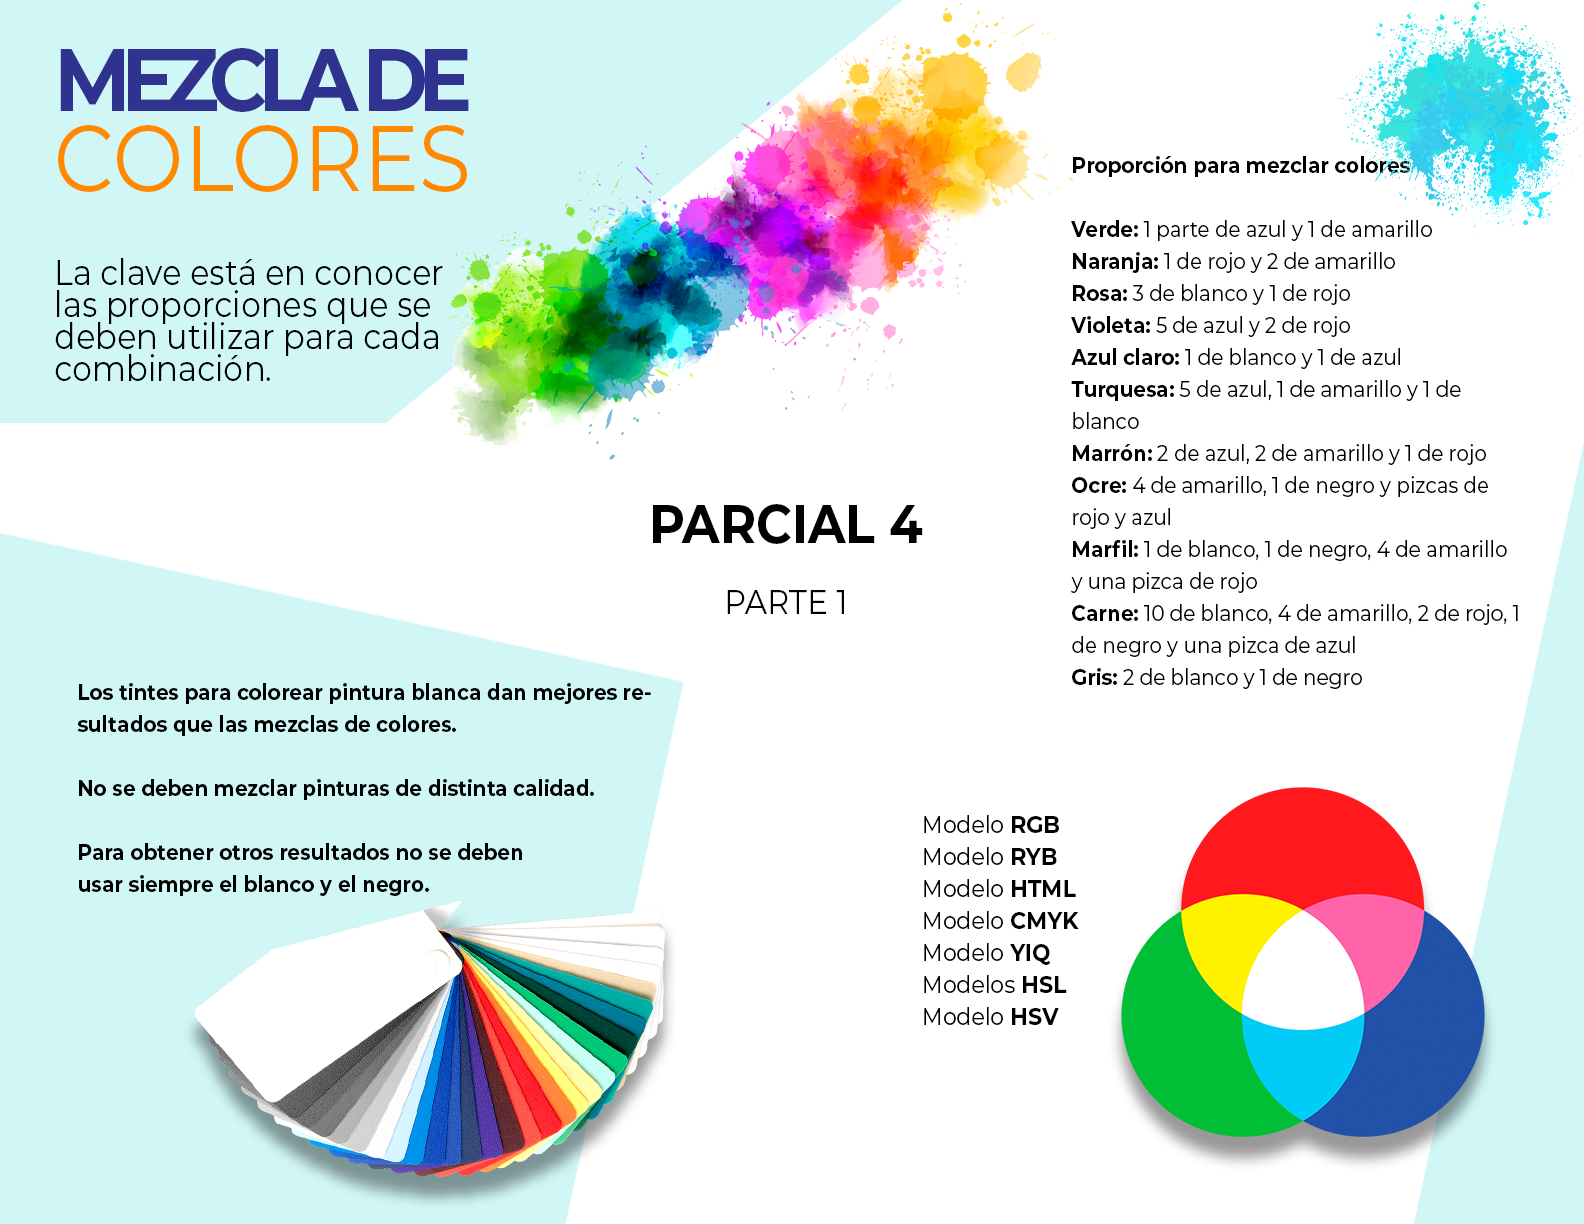 MEZCLA DE
COLORES
La clave está en conocer
las proporciones que se
deben utilizar para cada
combinación.
Proporción para mezclar colores
Verde: 1 parte de azul y 1 de amarillo
Naranja: 1 de rojo y 2 de amarillo
Rosa: 3 de blanco y 1 de rojo
Violeta: 5 de azul y 2 de rojo
Azul claro: 1 de blanco y 1 de azul
Turquesa: 5 de azul, 1 de amarillo y 1 de
blanco
Marrón: 2 de azul, 2 de amarillo y 1 de rojo
Ocre: 4 de amarillo, 1 de negro y pizcas de
rojo y azul
Marfil: 1 de blanco, 1 de negro, 4 de amarillo
y una pizca de rojo
Carne: 10 de blanco, 4 de amarillo, 2 de rojo, 1
de negro y una pizca de azul
Gris: 2 de blanco y 1 de negro
PARCIAL 4
PARTE 1
Los tintes para colorear pintura blanca dan mejores re-
sultados que las mezclas de colores.
No se deben mezclar pinturas de distinta calidad.
Para obtener otros resultados no se deben
usar siempre el blanco y el negro.
Modelo RGB
Modelo RYB
Modelo HTML
Modelo CMYK
Modelo YIQ
Modelos HSL
Modelo HSV